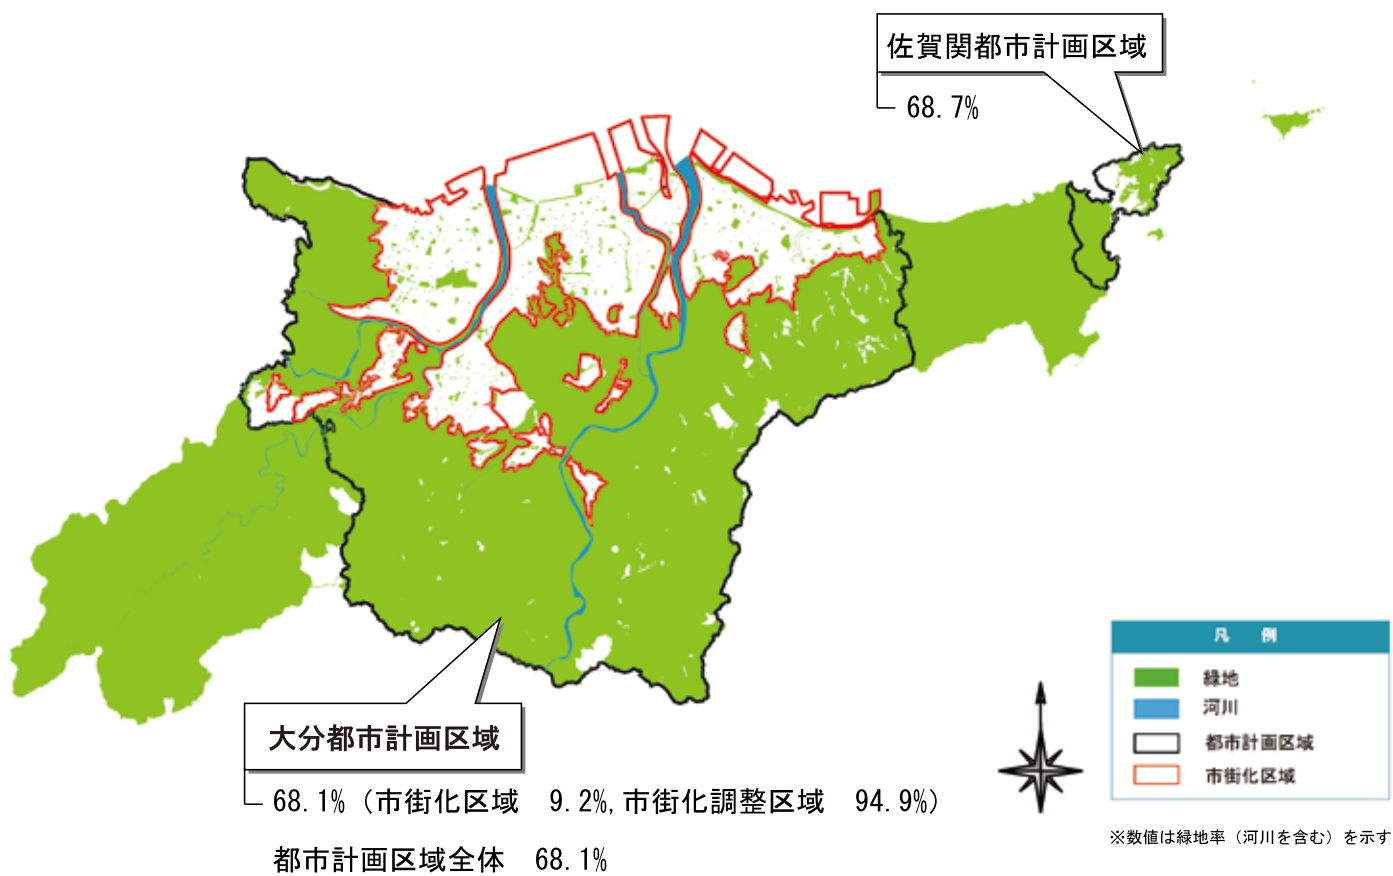 佐賀関都市計画区域
68.7%
大分都市計画区域
68.1%（市街化区域　9.2%,市街化調整区域　94.9%）
都市計画区域全体　68.1%
凡　例
緑地
河川
都市計画区域
市街化区域
※数値は緑地率（河川を含む）を示す